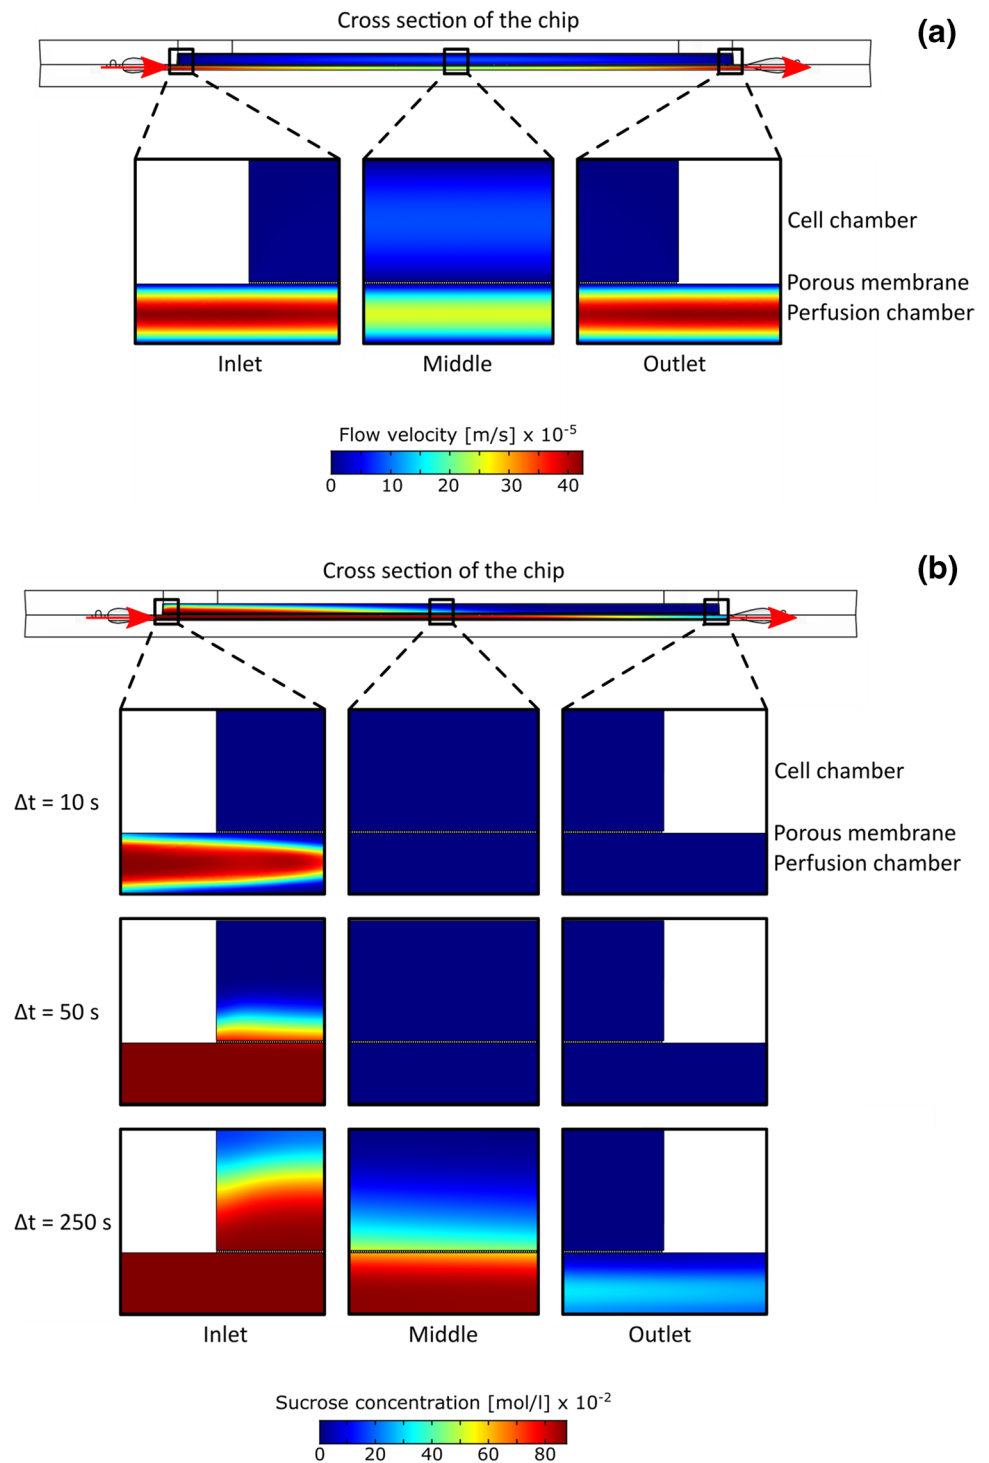 Cross section of the chip
(a)
Cell chamber
Porous membrane
Perfusion chamber
Inlet
Middle
Outlet
Flow velocity [m/s] x 10-5
0 10 20 30 40
Cross section of the chip
(b)
Δt = 10 s
Cell chamber
Porous membrane
Perfusion chamber
Δt = 50 s
Δt = 250 s
Inlet
Middle
Outlet
Sucrose concentration [mol/l] x 10-2
0 20 40 60 80